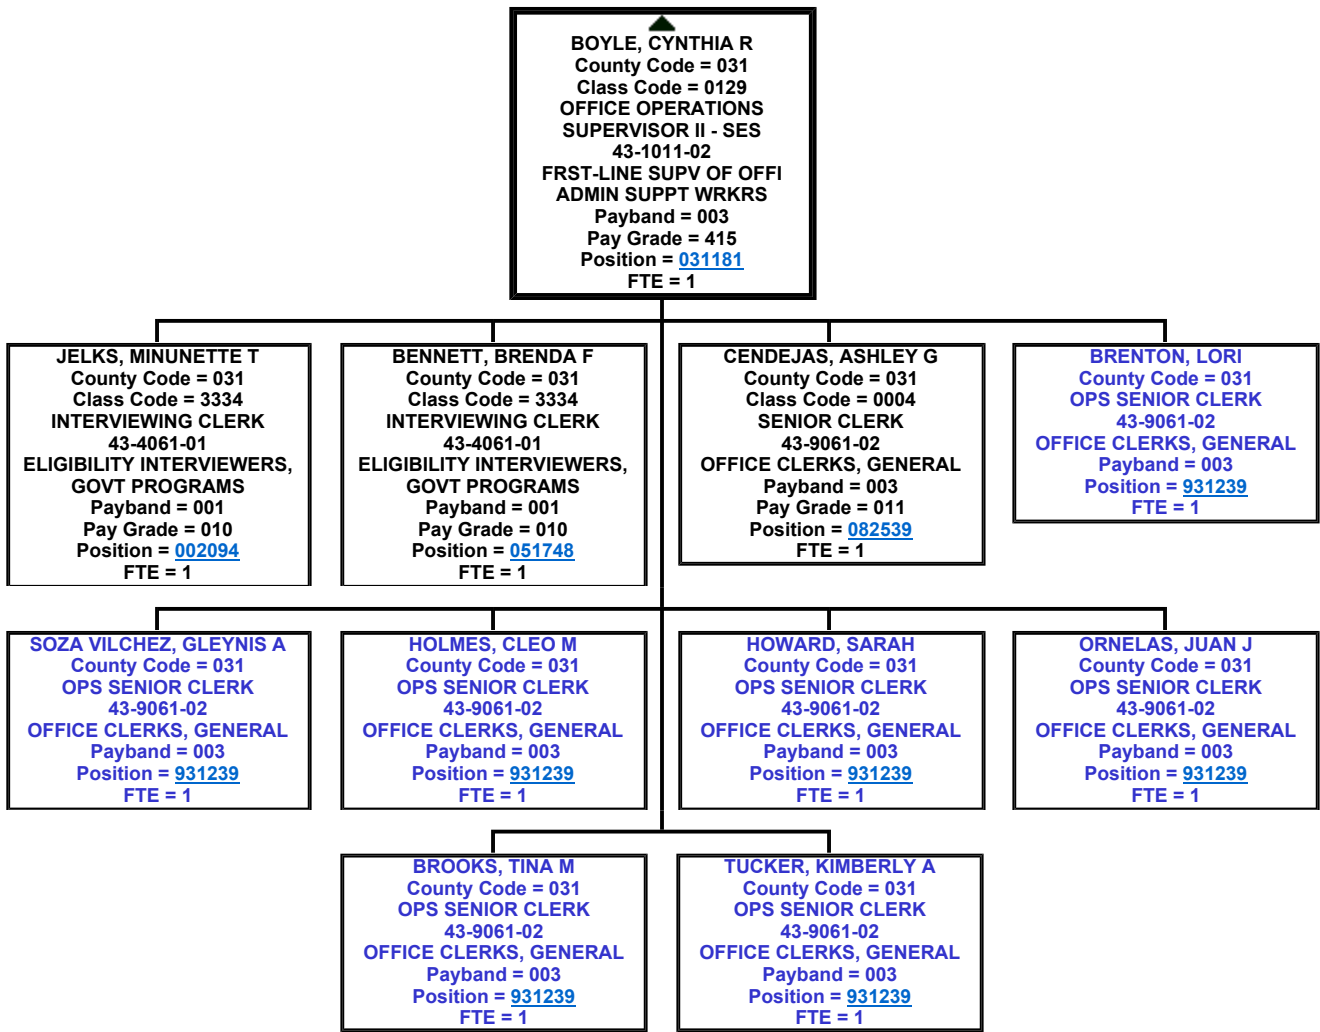 BOYLE, CYNTHIA R
County Code = 031
Class Code = 0129
OFFICE OPERATIONS
SUPERVISOR II - SES
43-1011-02
FRST-LINE SUPV OF OFFI
ADMIN SUPPT WRKRS
Payband = 003
Pay Grade = 415
Position = 031181
FTE = 1
JELKS, MINUNETTE T
County Code = 031
Class Code = 3334
INTERVIEWING CLERK
43-4061-01
ELIGIBILITY INTERVIEWERS,
GOVT PROGRAMS
Payband = 001
Pay Grade = 010
Position = 002094
FTE = 1
BENNETT, BRENDA F
County Code = 031
Class Code = 3334
INTERVIEWING CLERK
43-4061-01
ELIGIBILITY INTERVIEWERS,
GOVT PROGRAMS
Payband = 001
Pay Grade = 010
Position = 051748
FTE = 1
CENDEJAS, ASHLEY G
County Code = 031
Class Code = 0004
SENIOR CLERK
43-9061-02
OFFICE CLERKS, GENERAL
Payband = 003
Pay Grade = 011
Position = 082539
FTE = 1
BRENTON, LORI
County Code = 031
OPS SENIOR CLERK
43-9061-02
OFFICE CLERKS, GENERAL
Payband = 003
Position = 931239
FTE = 1
SOZA VILCHEZ, GLEYNIS A
County Code = 031
OPS SENIOR CLERK
43-9061-02
OFFICE CLERKS, GENERAL
Payband = 003
Position = 931239
FTE = 1
HOLMES, CLEO M
County Code = 031
OPS SENIOR CLERK
43-9061-02
OFFICE CLERKS, GENERAL
Payband = 003
Position = 931239
FTE = 1
HOWARD, SARAH
County Code = 031
OPS SENIOR CLERK
43-9061-02
OFFICE CLERKS, GENERAL
Payband = 003
Position = 931239
FTE = 1
ORNELAS, JUAN J
County Code = 031
OPS SENIOR CLERK
43-9061-02
OFFICE CLERKS, GENERAL
Payband = 003
Position = 931239
FTE = 1
BROOKS, TINA M
County Code = 031
OPS SENIOR CLERK
43-9061-02
OFFICE CLERKS, GENERAL
Payband = 003
Position = 931239
FTE = 1
TUCKER, KIMBERLY A
County Code = 031
OPS SENIOR CLERK
43-9061-02
OFFICE CLERKS, GENERAL
Payband = 003
Position = 931239
FTE = 1